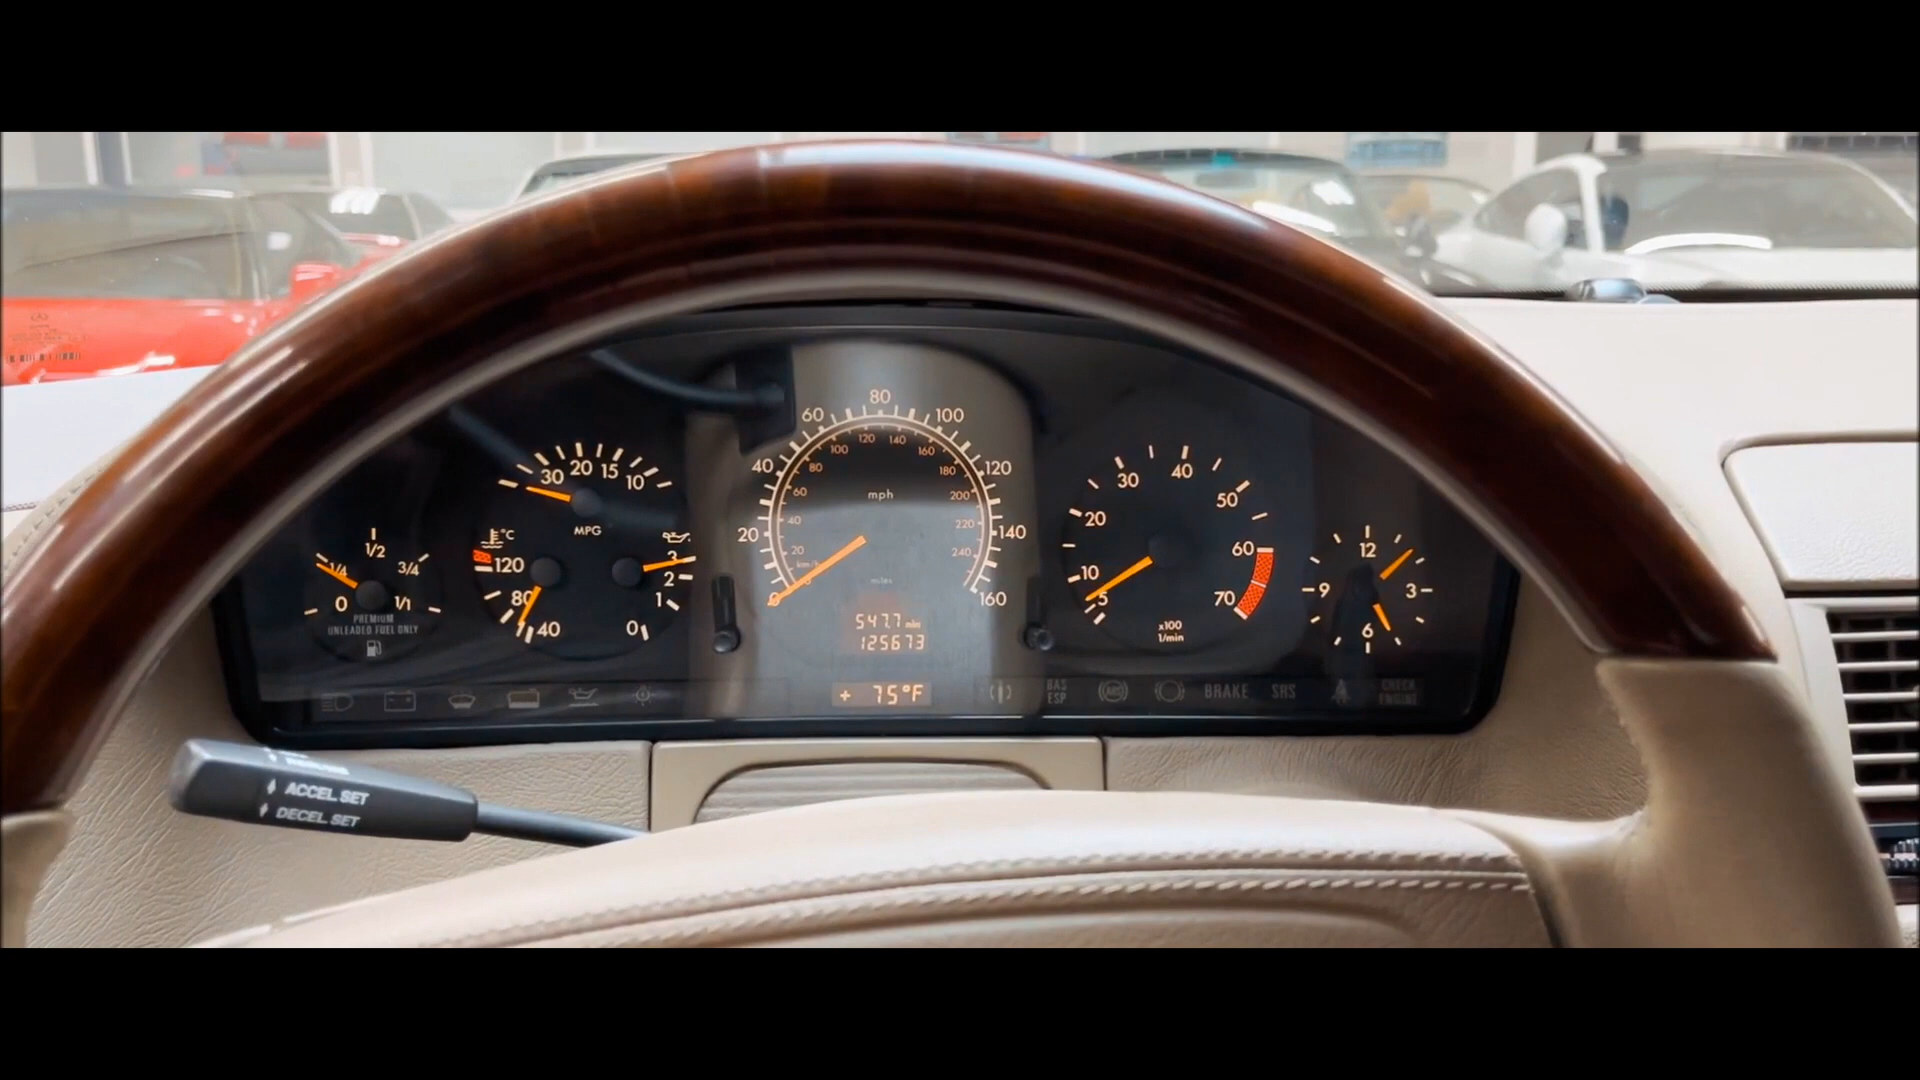 1/4
1/2
3/4
0
1/1
PREMIUM
UNLEADED FUEL ONLY
30 20 15 10
MPG
°C
120
80
40
3
2
1
0
0 20 40 60 80 100 120 140 160
20 40 60 80 100 120 140 160 180 200 220 240
km/h
mph
miles
547.7 miles
125673
+ 75°F
5 10 20 30 40 50 60 70
x100
1/min
12
3
6
9
BAS
ESP
ABS
BRAKE
SRS
CHECK
ENGINE
ACCEL SET
DECEL SET